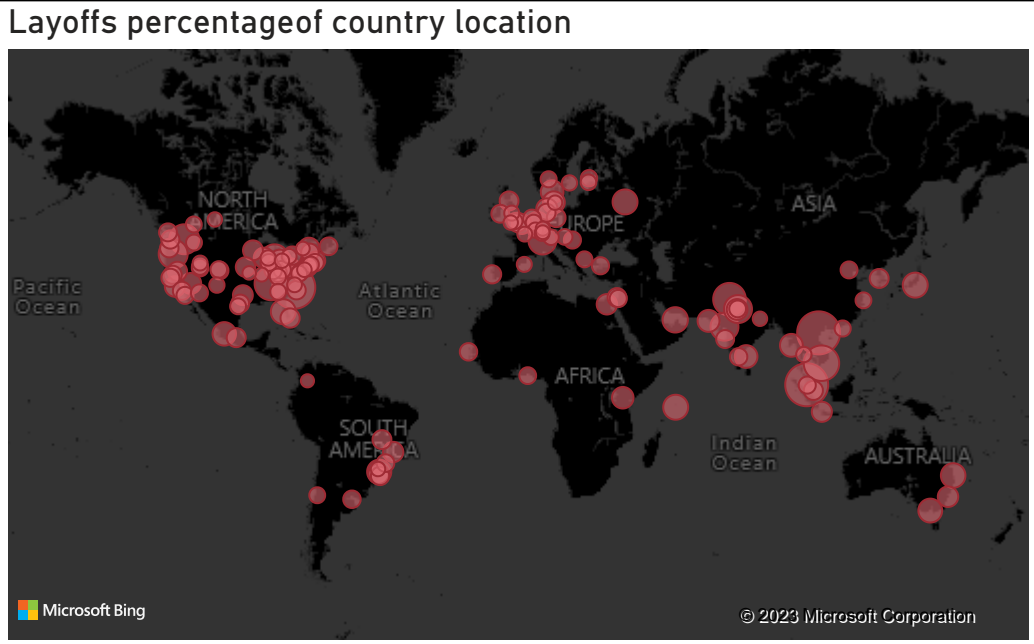 Layoffs percentageof country location
NORTH
AMERICA
EUROPE
ASIA
Pacific
Ocean
Atlantic
Ocean
AFRICA
SOUTH
AMERICA
Indian
Ocean
AUSTRALIA
Microsoft Bing
© 2023 Microsoft Corporation